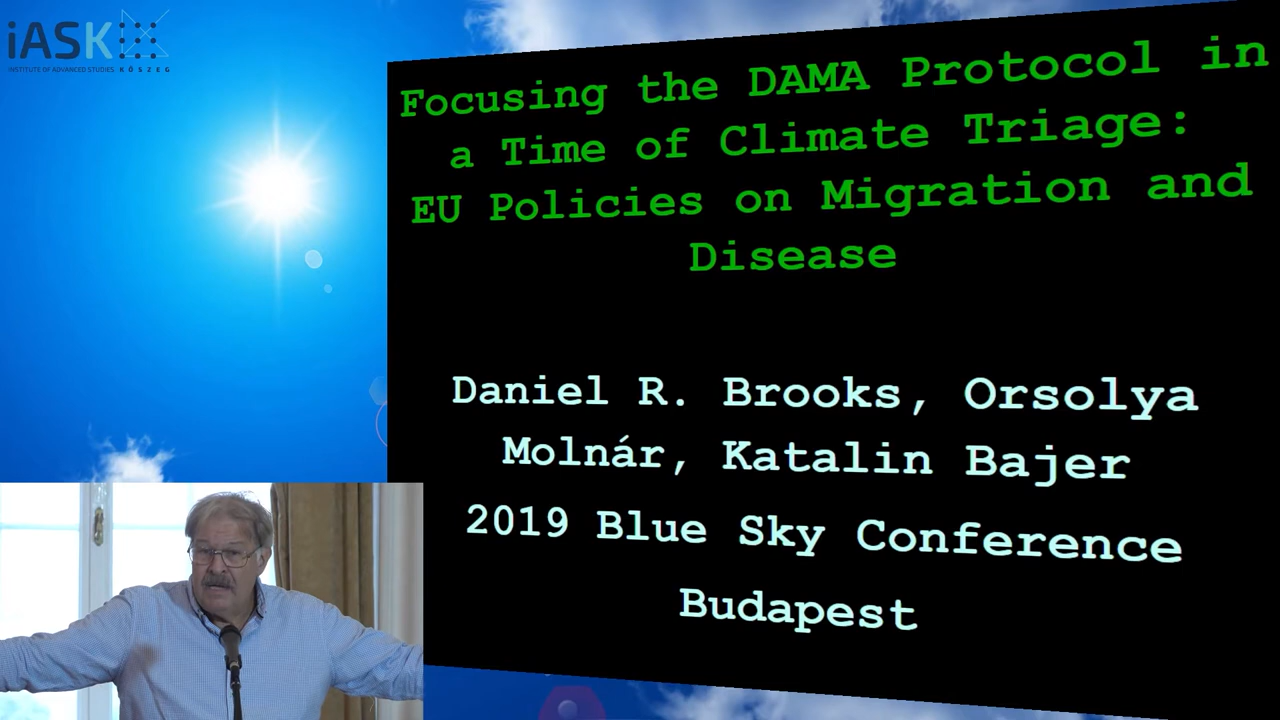 iASK
INSTITUTE OF ADVANCED STUDIES KŐSZEG
Focusing the DAMA Protocol in
a Time of Climate Triage:
EU Policies on Migration and
Disease
Daniel R. Brooks, Orsolya
Molnár, Katalin Bajer
2019 Blue Sky Conference
Budapest